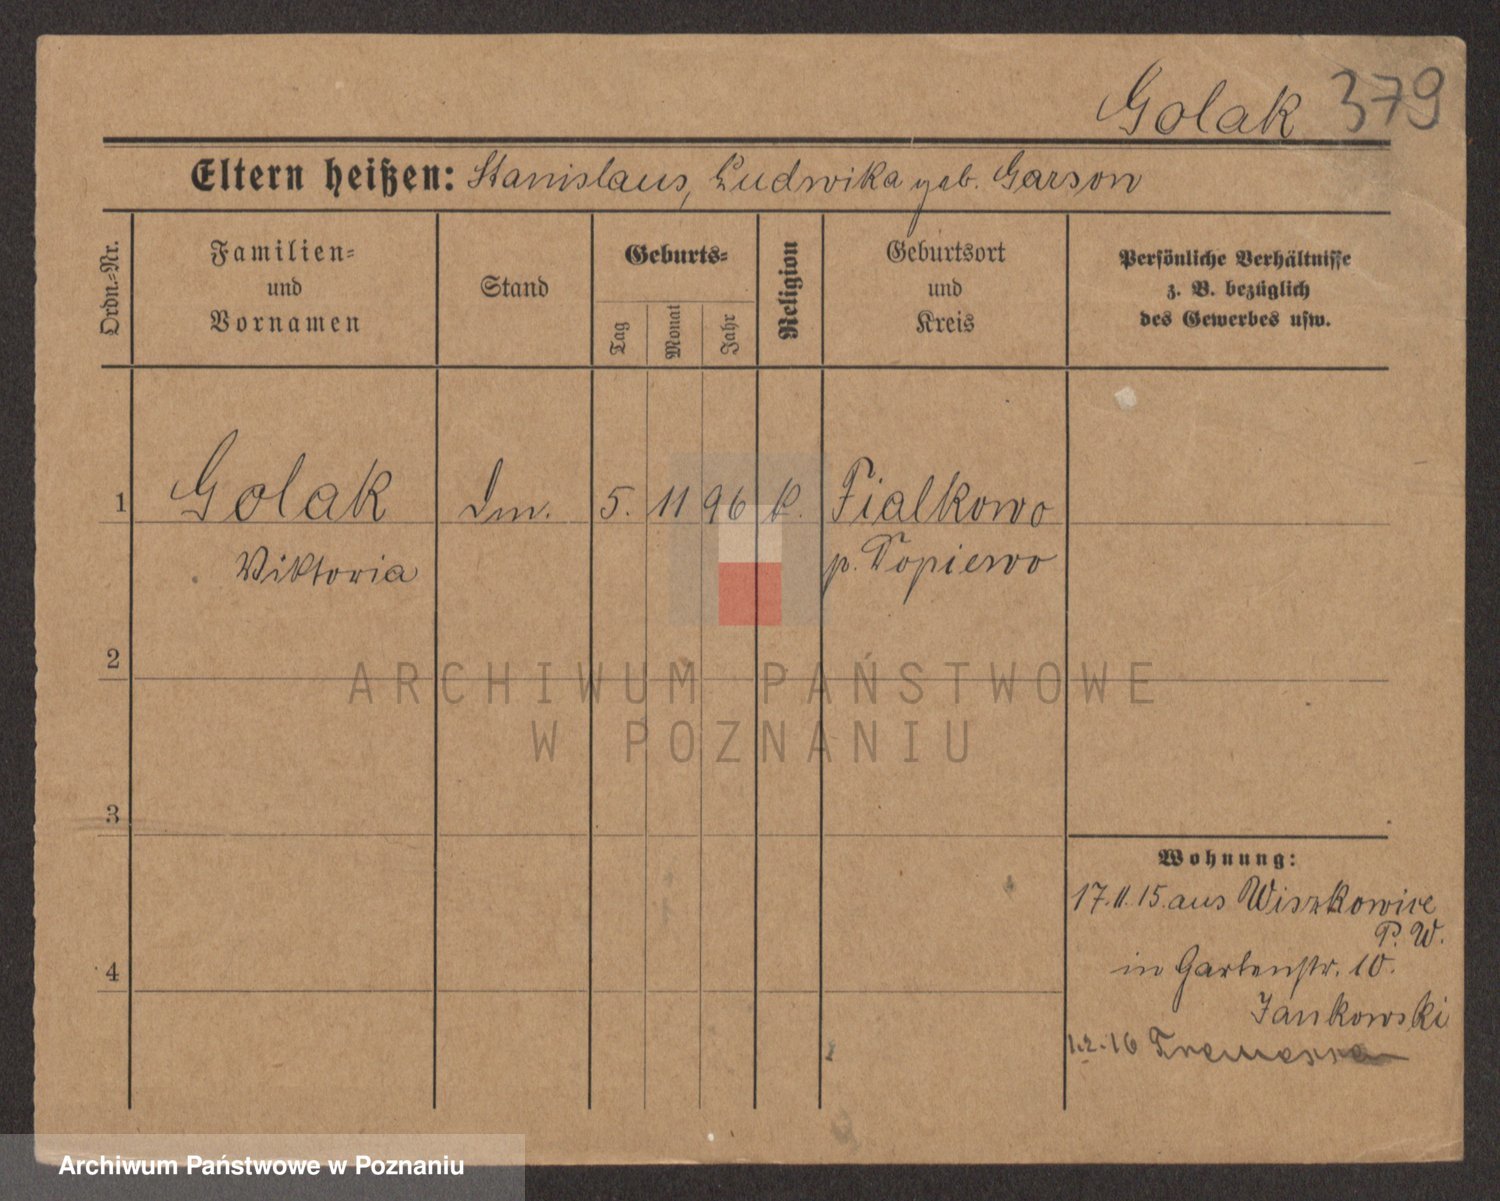 Golak 379
Eltern heißen: Stanislaus, Ludwika geb. Garson
Ordn.-Nr.
Familien-
und
Vornamen
Stand
Geburts-
Tag
Monat
Jahr
Religion
Geburtsort
und
Kreis
Persönliche Verhältnisse
z. B. bezüglich
des Gewerbes usw.
1 Golak Dm. 5. 11 96 k. Fialkowo
Viktoria p. Dopiewo
2
3
4
Wohnung:
17.11.15. aus Wiszkowice
P. W.
in Gartenstr. 10.
Jankowski
1.2.16 Tremessen
ARCHIWUM PAŃSTWOWE
W POZNANIU
Archiwum Państwowe w Poznaniu